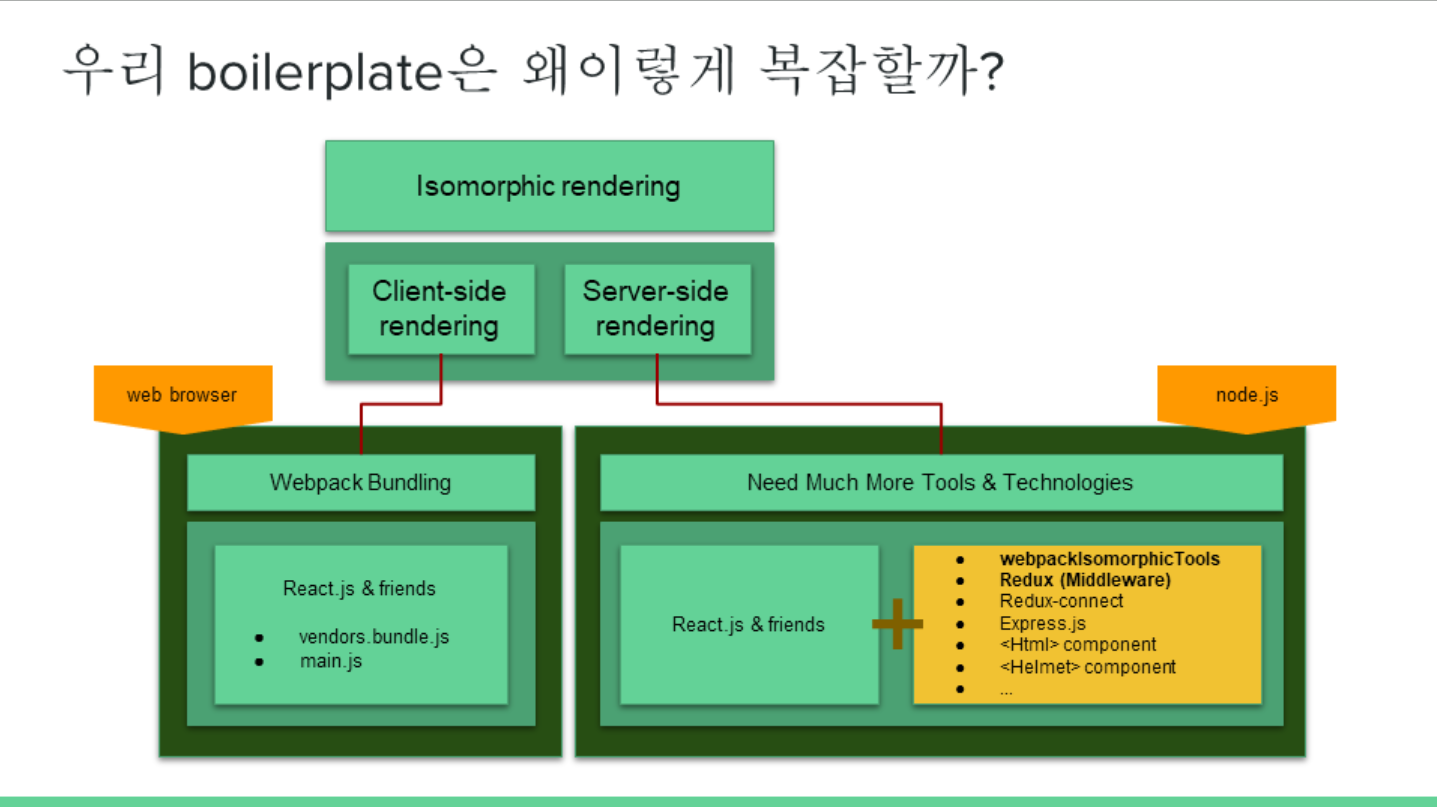 우리 boilerplate은 왜이렇게 복잡할까?
Isomorphic rendering
Client-side
rendering
Server-side
rendering
web browser
node.js
Webpack Bundling
React.js & friends
● vendors.bundle.js
● main.js
Need Much More Tools & Technologies
React.js & friends
+
● webpackIsomorphicTools
● Redux (Middleware)
● Redux-connect
● Express.js
● <Html> component
● <Helmet> component
● ...